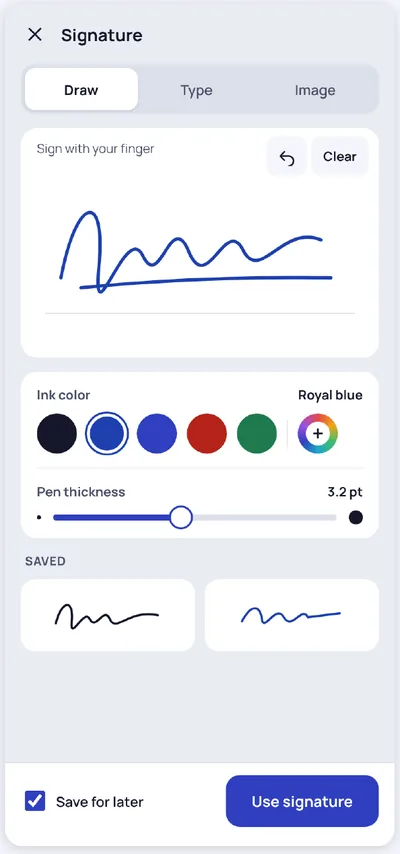 Signature
Draw Type Image
Sign with your finger
Clear
Ink color Royal blue
Pen thickness 3.2 pt
SAVED
Save for later Use signature